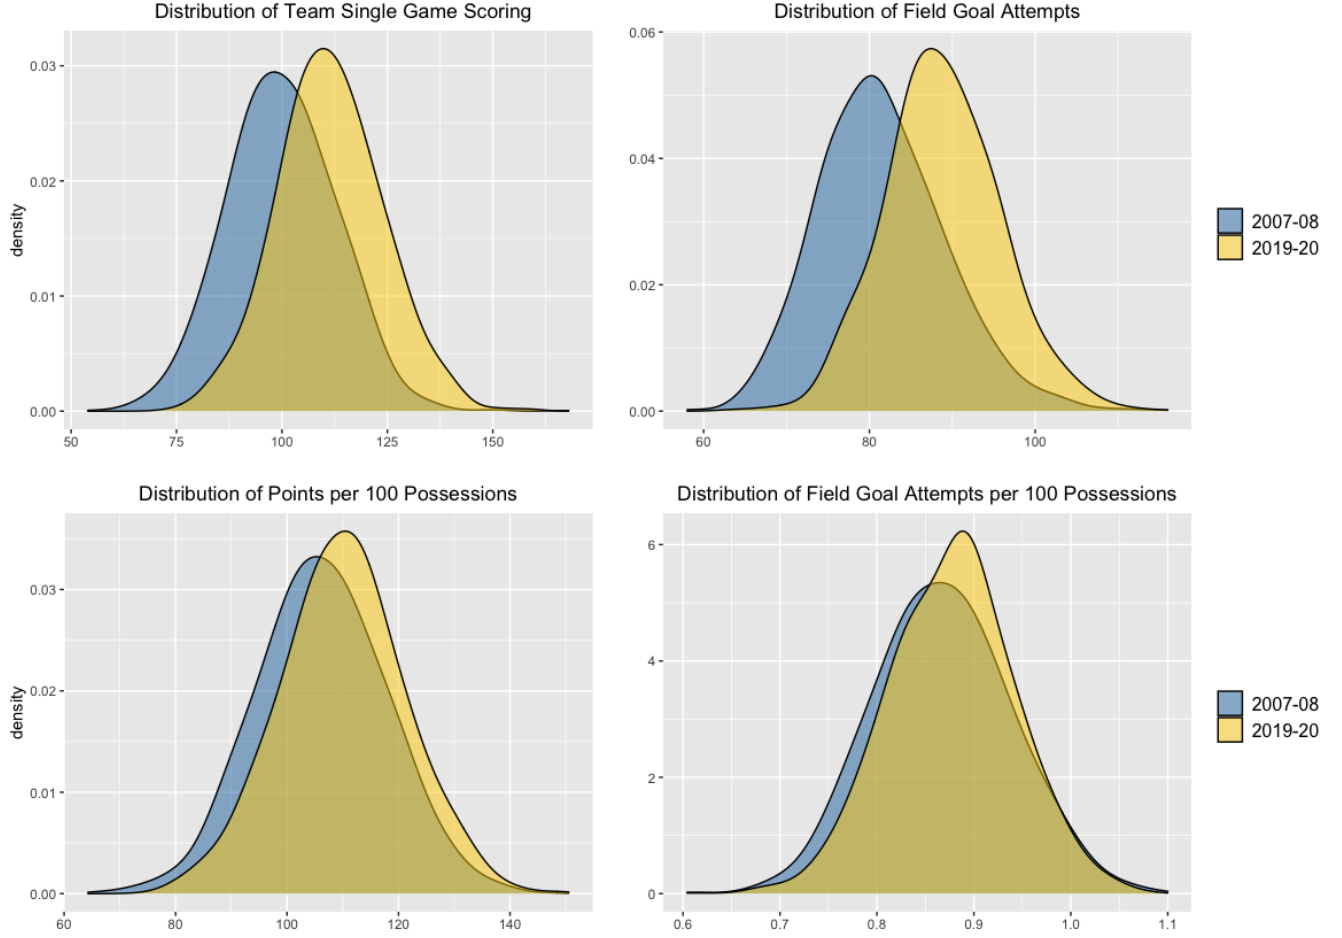 Distribution of Team Single Game Scoring
density
0.03
0.02
0.01
0.00
50 75 100 125 150
Distribution of Field Goal Attempts
0.06
0.04
0.02
0.00
60 80 100
2007-08
2019-20
Distribution of Points per 100 Possessions
density
0.03
0.02
0.01
0.00
60 80 100 120 140
Distribution of Field Goal Attempts per 100 Possessions
6
4
2
0
0.6 0.7 0.8 0.9 1.0 1.1
2007-08
2019-20